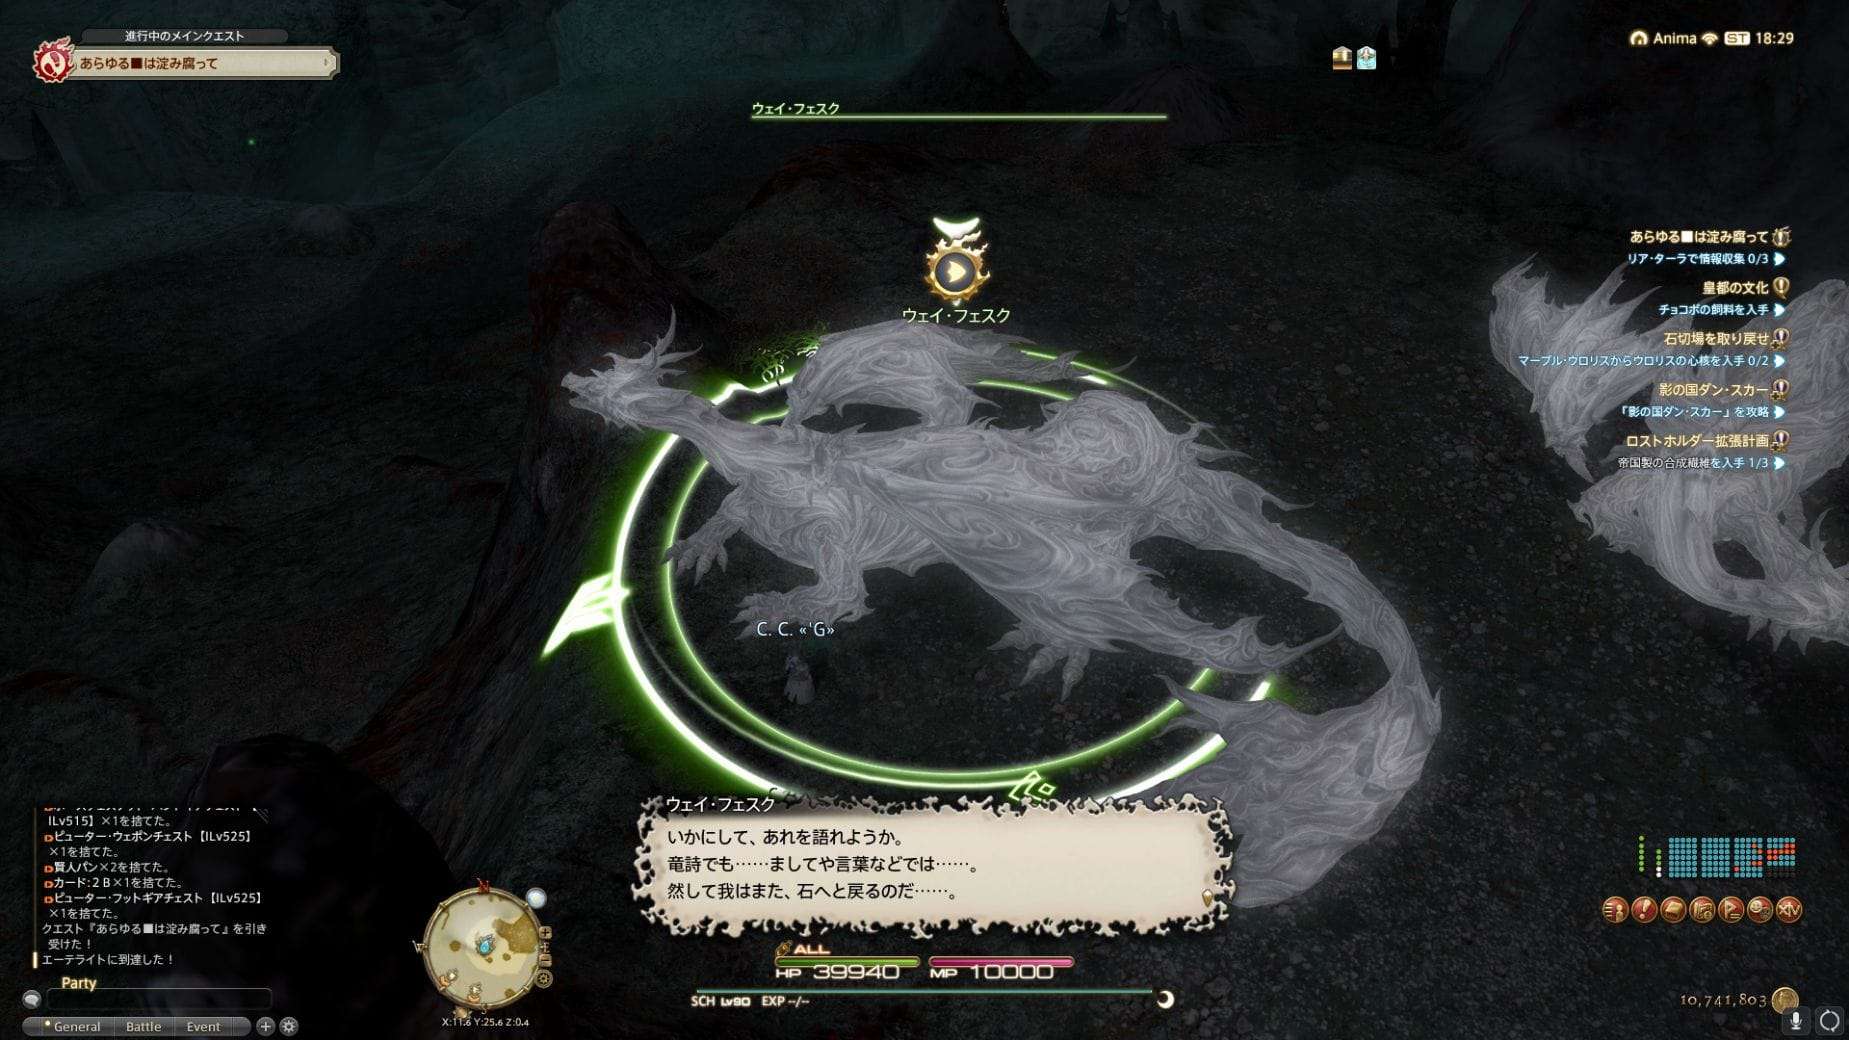 進行中のメインクエスト
あらゆる■は淀み腐って
Anima ST 18:29
ウェイ・フェスク
ウェイ・フェスク
あらゆる■は淀み腐って
リア・ターラで情報収集 0/3
皇都の文化
チョコボの飼料を入手
石切場を取り戻せ
マーブル・ウロリスからウロリスの心核を入手 0/2
影の国ダン・スカー
「影の国ダン・スカー」を攻略
ロストホルダー拡張計画
帝国製の合成繊維を入手 1/3
C. C. «'G»
ウェイ・フェスク
いかにして、あれを語れようか。
竜詩でも……ましてや言葉などでは……。
然して我はまた、石へと戻るのだ……。
ILv515】×1を捨てた。
ピューター・ウェポンチェスト【ILv525】
×1を捨てた。
賢人パン×2を捨てた。
カード:２Ｂ×1を捨てた。
ピューター・フットギアチェスト【ILv525】
×1を捨てた。
クエスト『あらゆる■は淀み腐って』を引き
受けた！
エーテライトに到達した！
Party
General Battle Event
N
W
E
S
X:11.6 Y:25.6 Z:0.4
ALL
HP 39940 MP 10000
SCH Lv90 EXP --/--
XIV
10,741,803